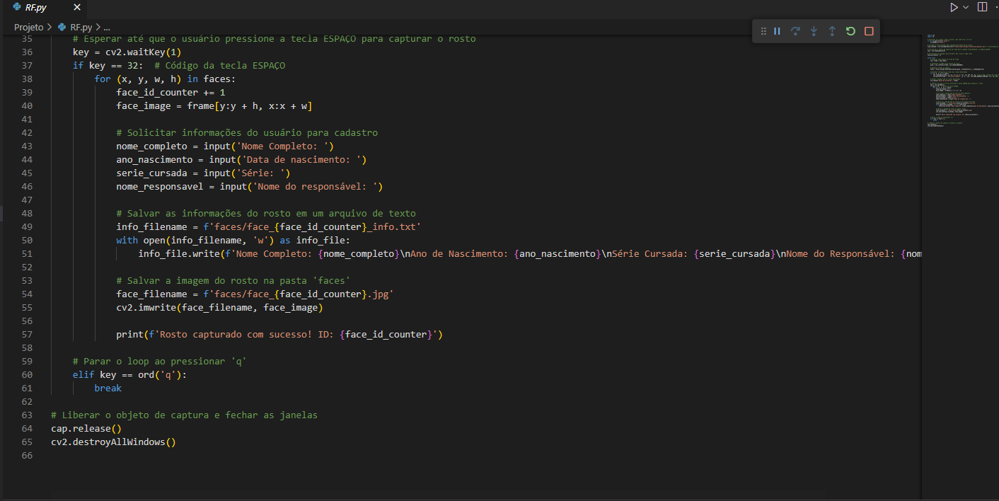 RF.py
Projeto > RF.py > ...
35 # Esperar até que o usuário pressione a tecla ESPAÇO para capturar o rosto
36 key = cv2.waitKey(1)
37 if key == 32:  # Código da tecla ESPAÇO
38 for (x, y, w, h) in faces:
39 face_id_counter += 1
40 face_image = frame[y:y + h, x:x + w]
41
42 # Solicitar informações do usuário para cadastro
43 nome_completo = input('Nome Completo: ')
44 ano_nascimento = input('Data de nascimento: ')
45 serie_cursada = input('Série: ')
46 nome_responsavel = input('Nome do responsável: ')
47
48 # Salvar as informações do rosto em um arquivo de texto
49 info_filename = f'faces/face_{face_id_counter}_info.txt'
50 with open(info_filename, 'w') as info_file:
51 info_file.write(f'Nome Completo: {nome_completo}\nAno de Nascimento: {ano_nascimento}\nSérie Cursada: {serie_cursada}\nNome do Responsável: {nom
52
53 # Salvar a imagem do rosto na pasta 'faces'
54 face_filename = f'faces/face_{face_id_counter}.jpg'
55 cv2.imwrite(face_filename, face_image)
56
57 print(f'Rosto capturado com sucesso! ID: {face_id_counter}')
58
59 # Parar o loop ao pressionar 'q'
60 elif key == ord('q'):
61 break
62
63 # Liberar o objeto de captura e fechar as janelas
64 cap.release()
65 cv2.destroyAllWindows()
66